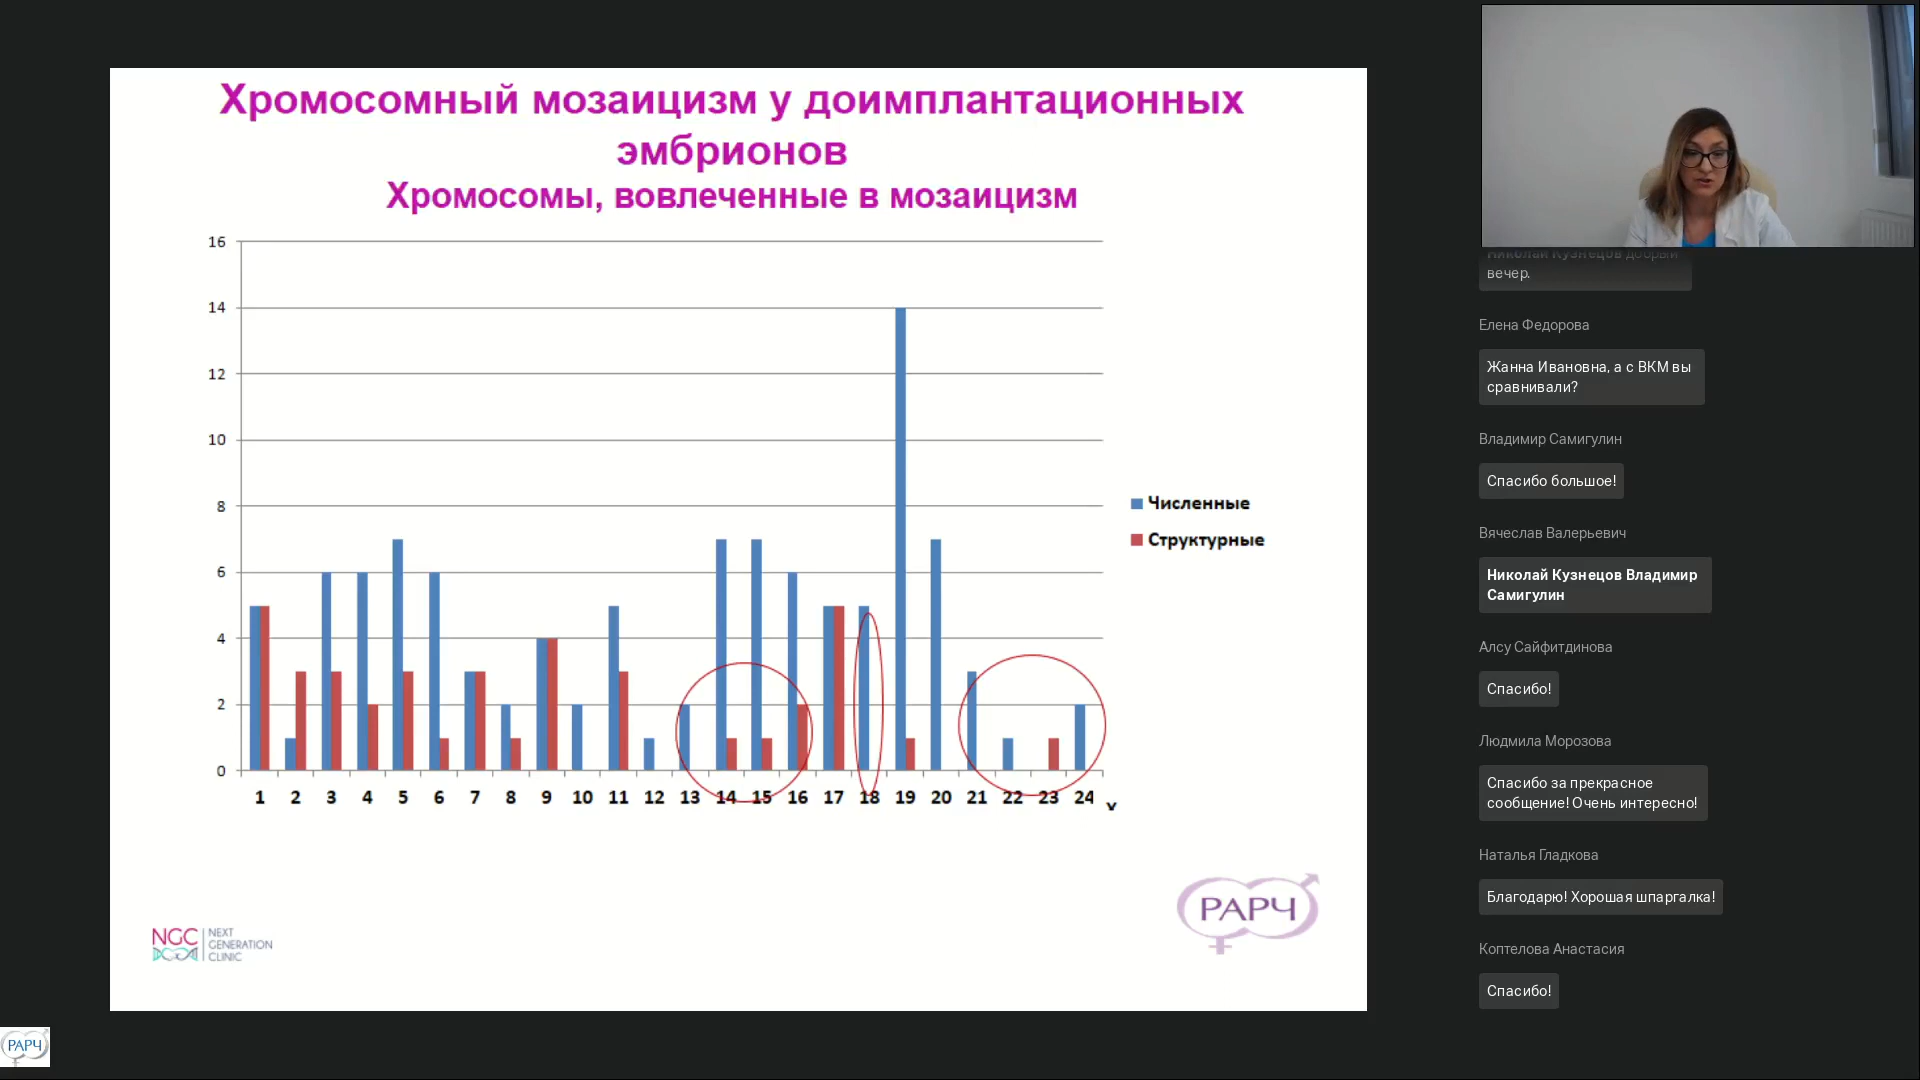 Хромосомный мозаицизм у доимплантационных
эмбрионов
Хромосомы, вовлеченные в мозаицизм
16
14
12
10
8
6
4
2
0
1 2 3 4 5 6 7 8 9 10 11 12 13 14 15 16 17 18 19 20 21 22 23 24
Численные
Структурные
NGC
NEXT
GENERATION
CLINIC
РАРЧ
Николай Кузнецов добрый
вечер.
Елена Федорова
Жанна Ивановна, а с ВКМ вы
сравнивали?
Владимир Самигулин
Спасибо большое!
Вячеслав Валерьевич
Николай Кузнецов Владимир
Самигулин
Алсу Сайфитдинова
Спасибо!
Людмила Морозова
Спасибо за прекрасное
сообщение! Очень интересно!
Наталья Гладкова
Благодарю! Хорошая шпаргалка!
Коптелова Анастасия
Спасибо!
РАРЧ